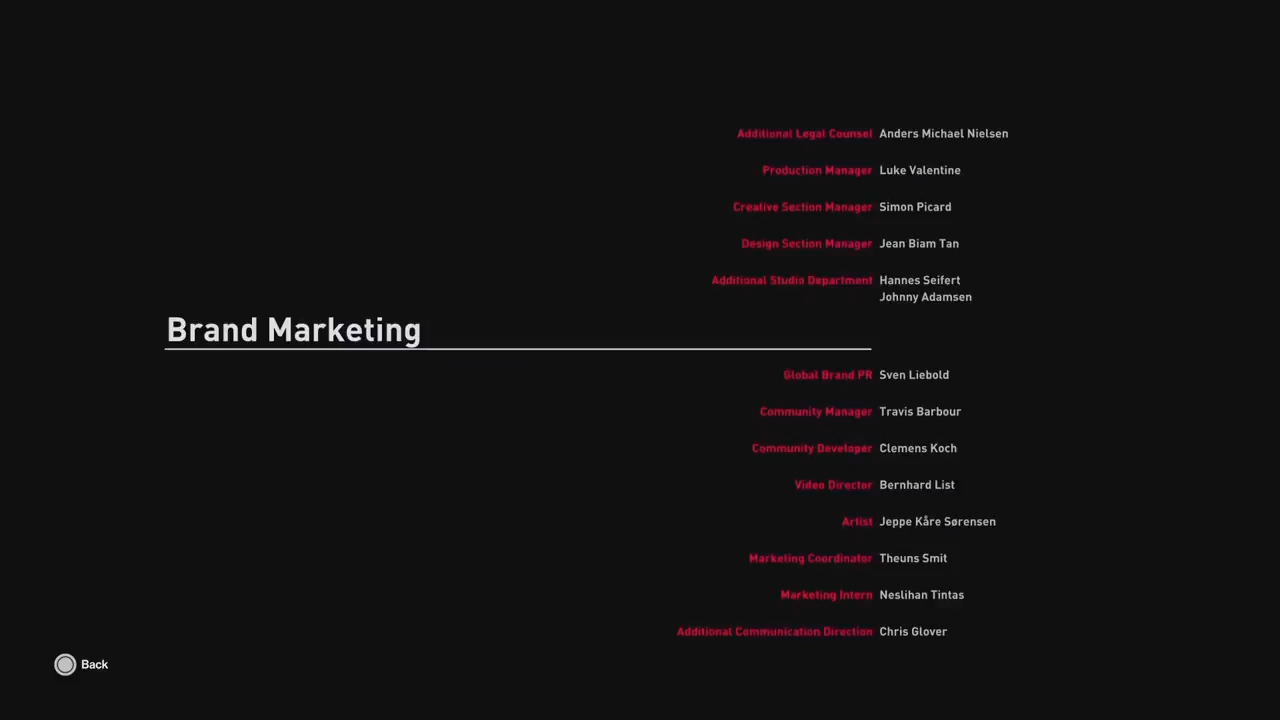 Additional Legal Counsel Anders Michael Nielsen
Production Manager Luke Valentine
Creative Section Manager Simon Picard
Design Section Manager Jean Biam Tan
Additional Studio Department Hannes Seifert
Johnny Adamsen
Brand Marketing
Global Brand PR Sven Liebold
Community Manager Travis Barbour
Community Developer Clemens Koch
Video Director Bernhard List
Artist Jeppe Kåre Sørensen
Marketing Coordinator Theuns Smit
Marketing Intern Neslihan Tintas
Additional Communication Direction Chris Glover
Back